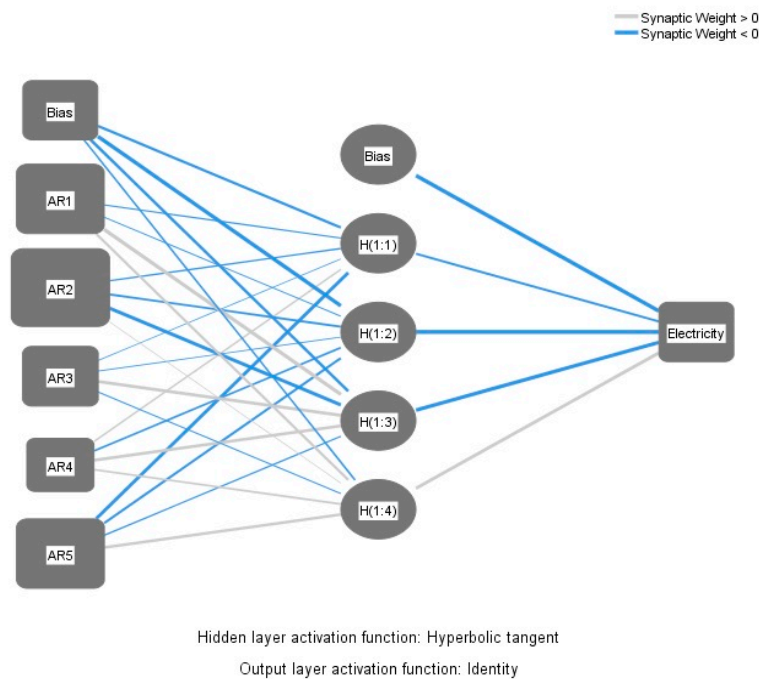 Synaptic Weight > 0
Synaptic Weight < 0
Bias
AR1
AR2
AR3
AR4
AR5
Bias
H(1:1)
H(1:2)
H(1:3)
H(1:4)
Electricity
Hidden layer activation function: Hyperbolic tangent
Output layer activation function: Identity